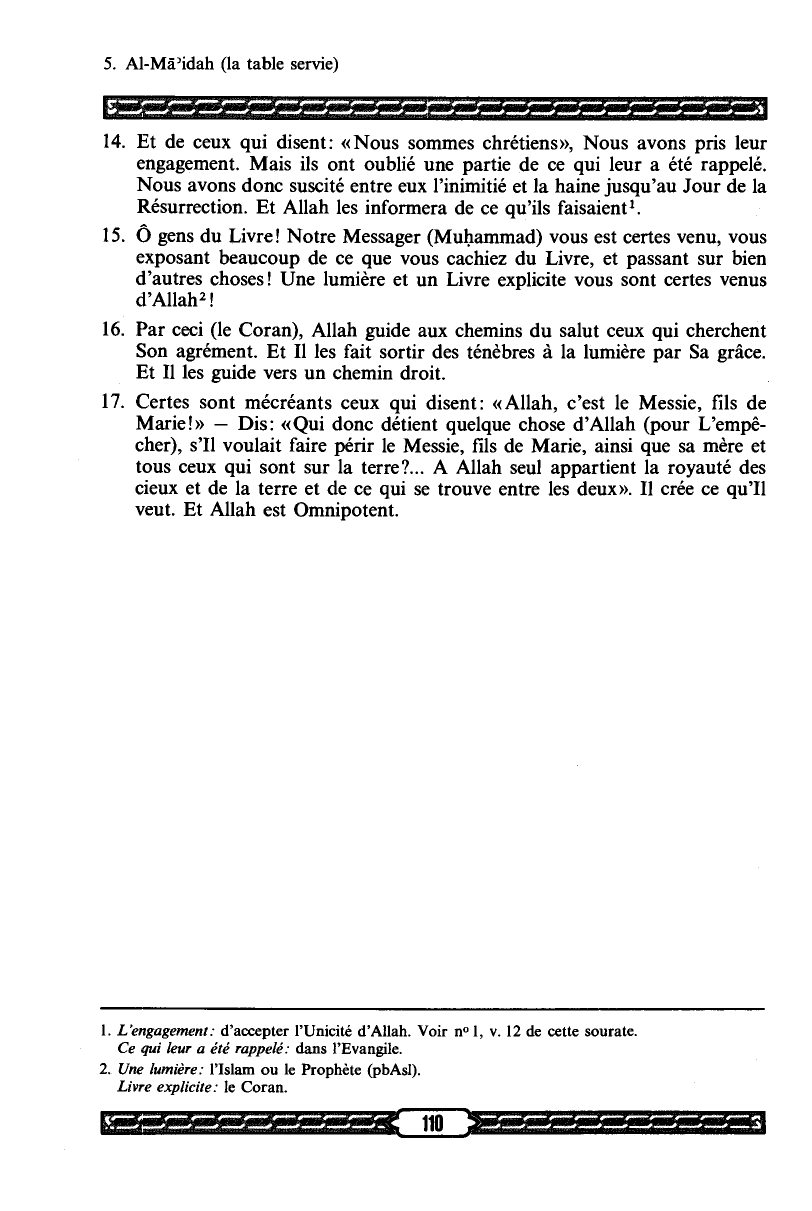 5. Al-Mā’idah (la table servie)
14. Et de ceux qui disent: «Nous sommes chrétiens», Nous avons pris leur
engagement. Mais ils ont oublié une partie de ce qui leur a été rappelé.
Nous avons donc suscité entre eux l’inimitié et la haine jusqu’au Jour de la
Résurrection. Et Allah les informera de ce qu’ils faisaient¹.
15. Ô gens du Livre! Notre Messager (Muḥammad) vous est certes venu, vous
exposant beaucoup de ce que vous cachiez du Livre, et passant sur bien
d’autres choses! Une lumière et un Livre explicite vous sont certes venus
d’Allah²!
16. Par ceci (le Coran), Allah guide aux chemins du salut ceux qui cherchent
Son agrément. Et Il les fait sortir des ténèbres à la lumière par Sa grâce.
Et Il les guide vers un chemin droit.
17. Certes sont mécréants ceux qui disent: «Allah, c’est le Messie, fils de
Marie!» — Dis: «Qui donc détient quelque chose d’Allah (pour L’empê-
cher), s’Il voulait faire périr le Messie, fils de Marie, ainsi que sa mère et
tous ceux qui sont sur la terre?... A Allah seul appartient la royauté des
cieux et de la terre et de ce qui se trouve entre les deux». Il crée ce qu’Il
veut. Et Allah est Omnipotent.
1. L’engagement: d’accepter l’Unicité d’Allah. Voir nº 1, v. 12 de cette sourate.
Ce qui leur a été rappelé: dans l’Evangile.
2. Une lumière: l’Islam ou le Prophète (pbAsl).
Livre explicite: le Coran.
110